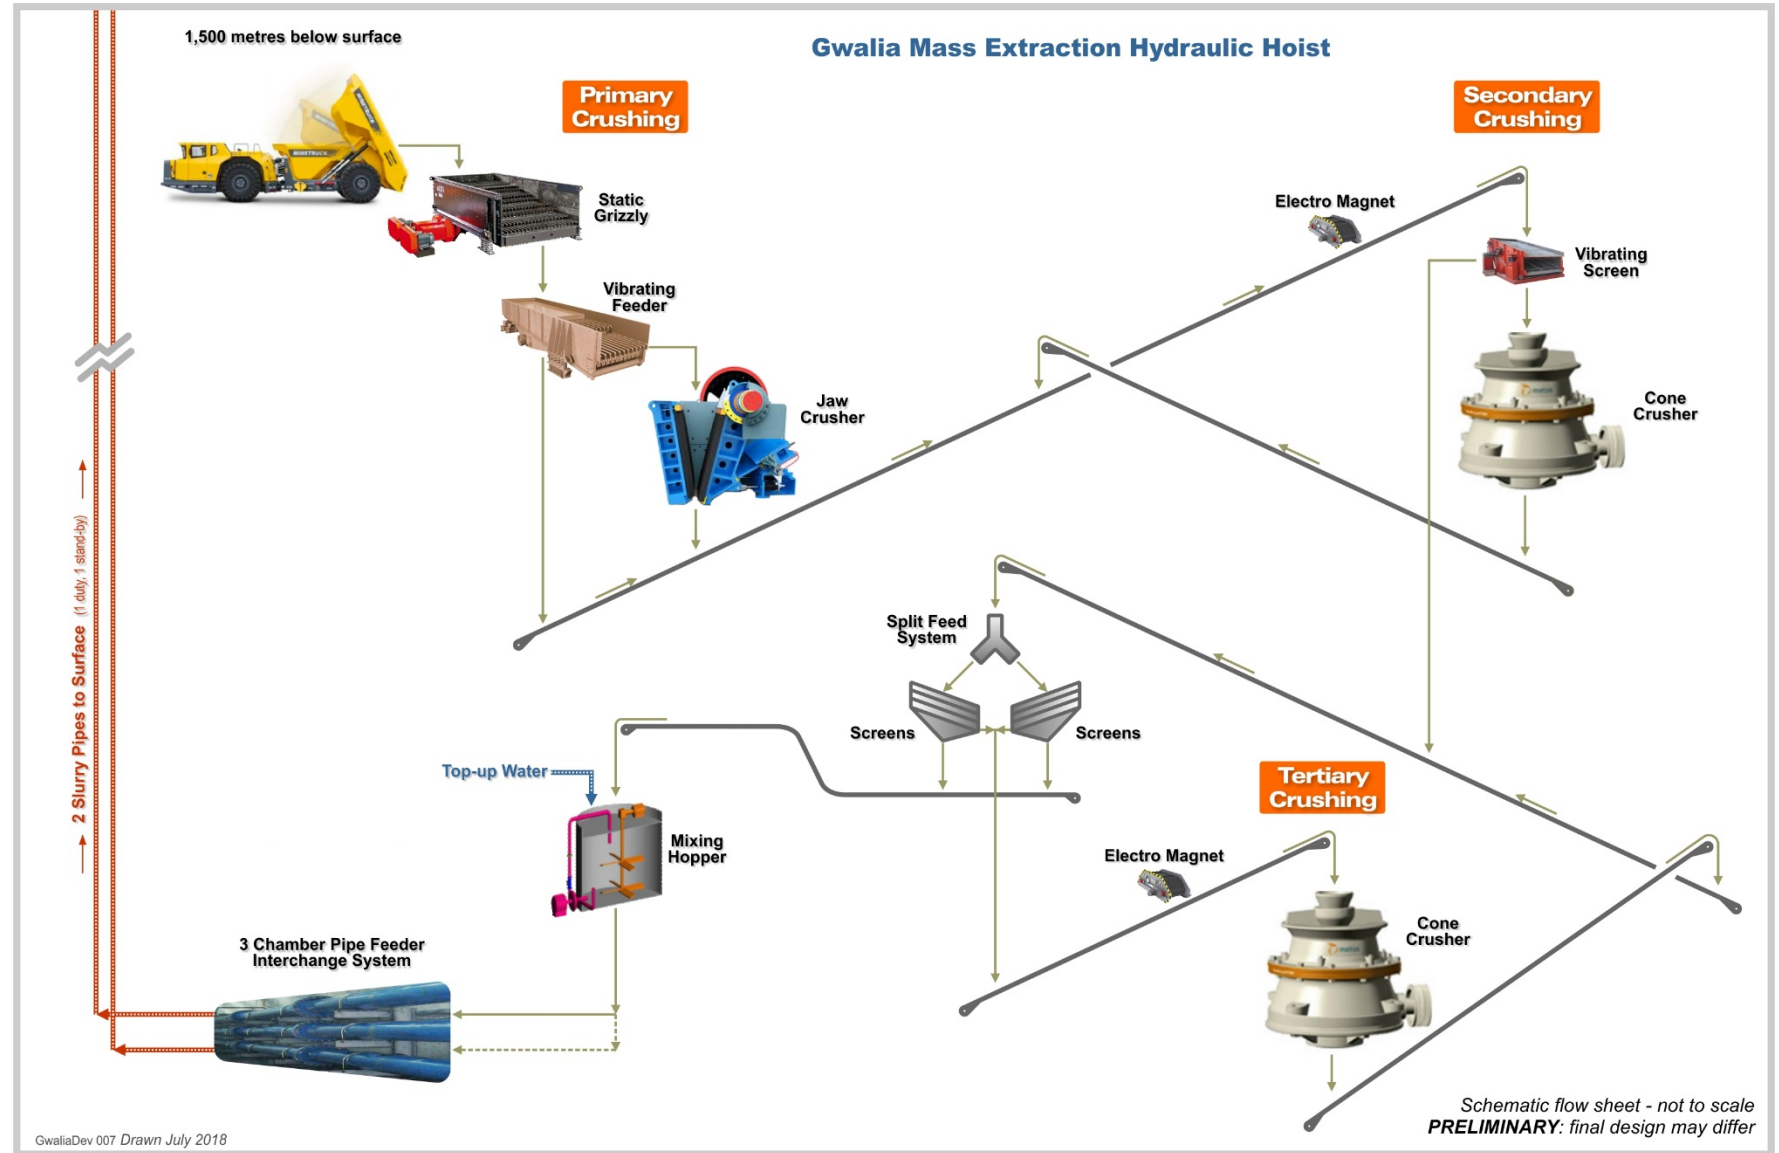 1,500 metres below surface
Gwalia Mass Extraction Hydraulic Hoist
Primary
Crushing
Secondary
Crushing
MINETRUCK
Static
Grizzly
Electro Magnet
Vibrating
Screen
Vibrating
Feeder
Jaw
Crusher
Cone
Crusher
2 Slurry Pipes to Surface (1 duty, 1 stand-by)
Split Feed
System
Screens
Screens
Top-up Water
Tertiary
Crushing
Mixing
Hopper
Electro Magnet
Cone
Crusher
3 Chamber Pipe Feeder
Interchange System
Schematic flow sheet - not to scale
PRELIMINARY: final design may differ
GwaliaDev 007 Drawn July 2018